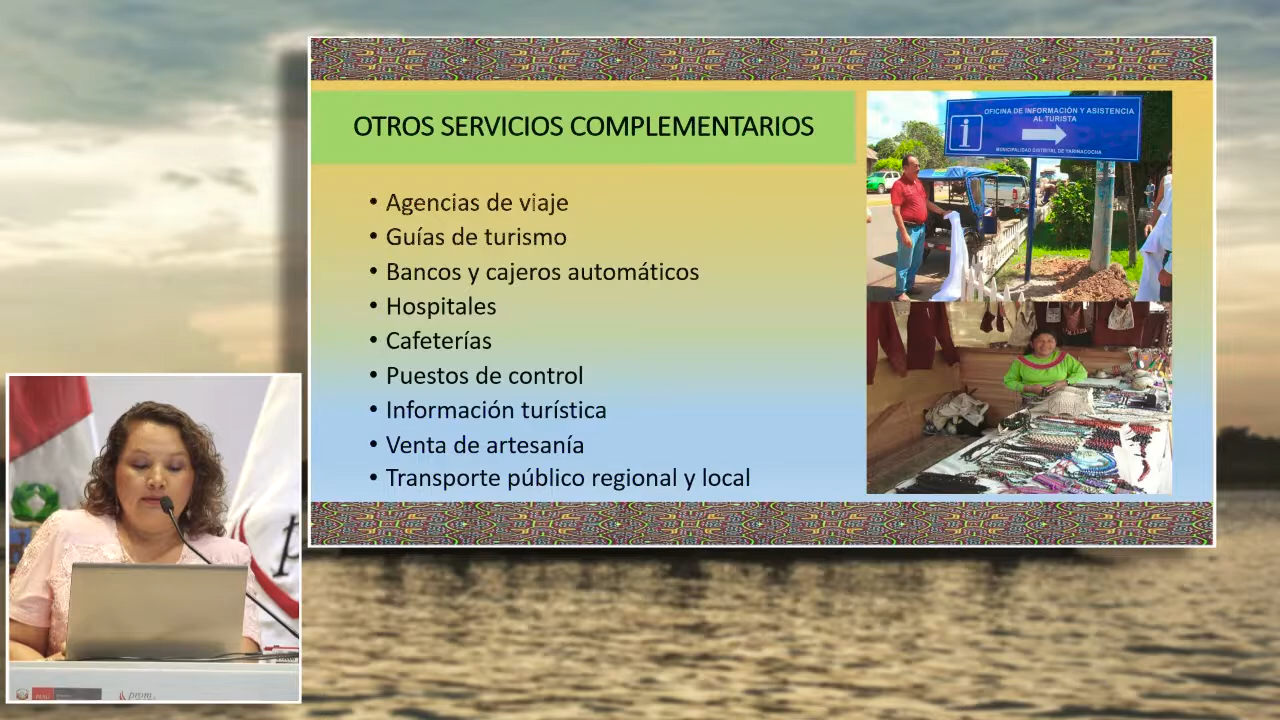 OTROS SERVICIOS COMPLEMENTARIOS
• Agencias de viaje
• Guías de turismo
• Bancos y cajeros automáticos
• Hospitales
• Cafeterías
• Puestos de control
• Información turística
• Venta de artesanía
• Transporte público regional y local
OFICINA DE INFORMACIÓN Y ASISTENCIA
AL TURISTA
i
MUNICIPALIDAD DISTRITAL DE YARINACOCHA
PERÚ